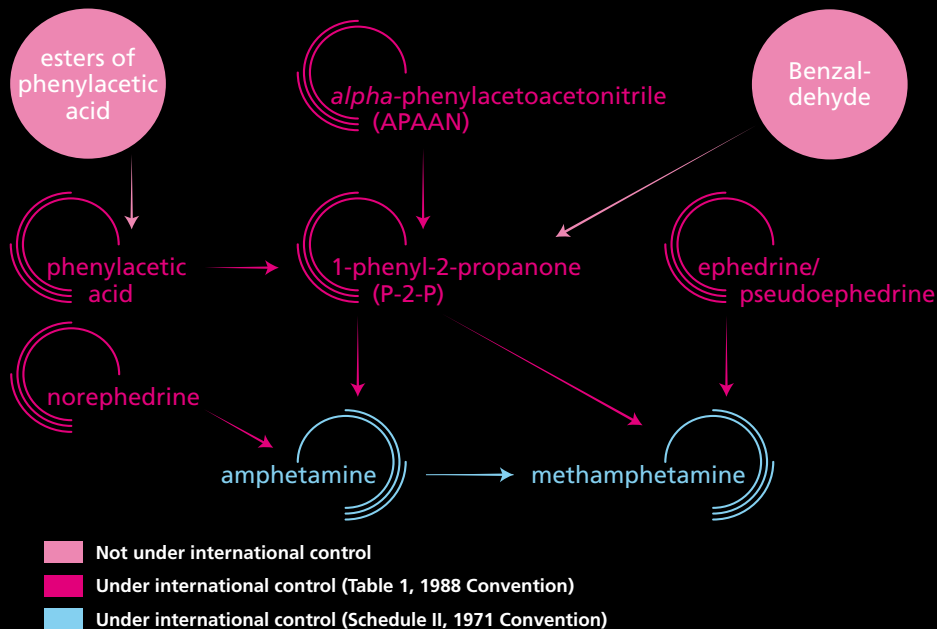 esters of
phenylacetic
acid
alpha-phenylacetoacetonitrile
(APAAN)
Benzal-
dehyde
phenylacetic
acid
1-phenyl-2-propanone
(P-2-P)
ephedrine/
pseudoephedrine
norephedrine
amphetamine
methamphetamine
Not under international control
Under international control (Table 1, 1988 Convention)
Under international control (Schedule II, 1971 Convention)